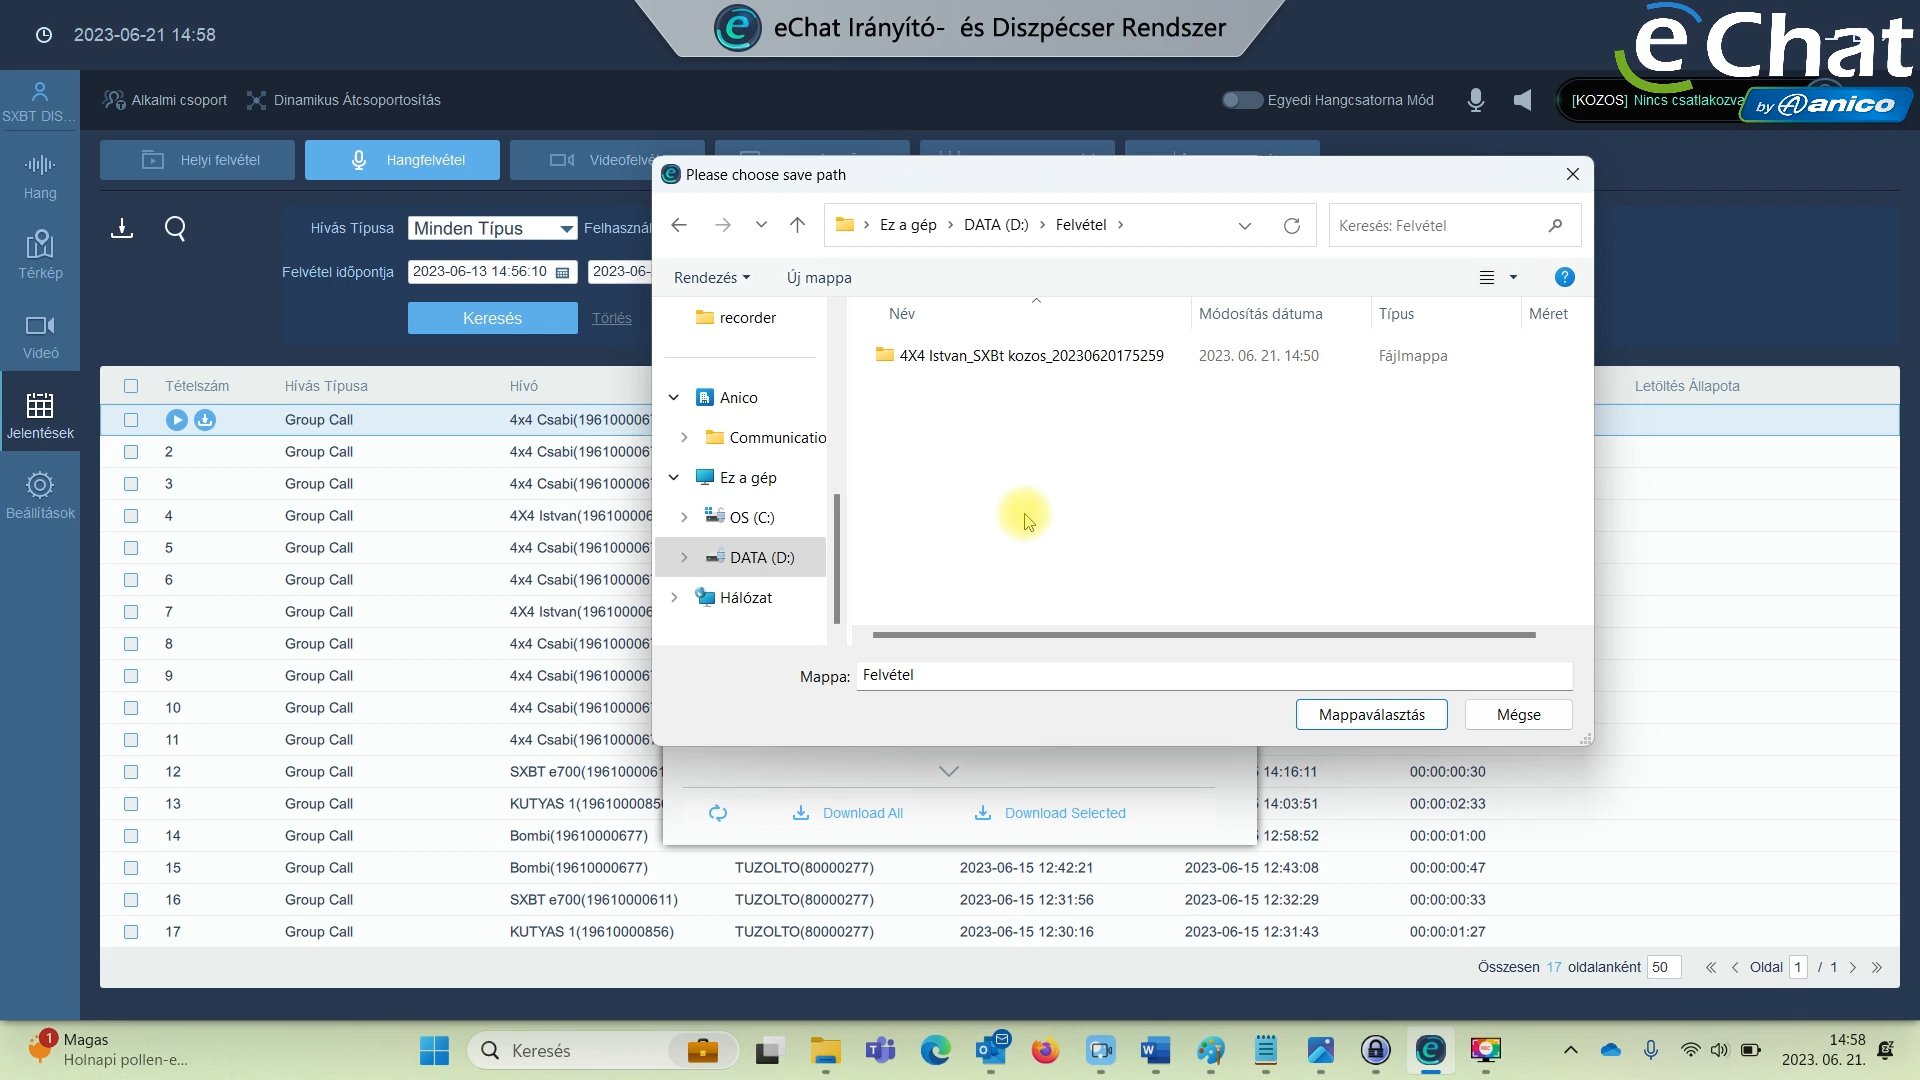 2023-06-21 14:58
eChat Irányító- és Diszpécser Rendszer
eChat
by anico
SXBT DIS...
Alkalmi csoport
Dinamikus Átcsoportosítás
Egyedi Hangcsatorna Mód
[KOZOS] Nincs csatlakozva
Hang
Térkép
Videó
Jelentések
Beállítások
Helyi felvétel
Hangfelvétel
Hívás Típusa
Minden Típus
Felvétel időpontja
2023-06-13 14:56:10
2023-06-
Keresés
Törlés
Please choose save path
Ez a gép
DATA (D:)
Felvétel
Keresés: Felvétel
Rendezés
Új mappa
recorder
Anico
Communicatio
Ez a gép
OS (C:)
DATA (D:)
Hálózat
Név Módosítás dátuma Típus Méret
4X4 Istvan_SXBt kozos_20230620175259 2023. 06. 21. 14:50 Fájlmappa
Mappa: Felvétel
Mappaválasztás
Mégse
Download All
Download Selected
Tételszám Hívás Típusa Hívó Letöltés Állapota
Group Call 4x4 Csabi(196100006
2 Group Call 4x4 Csabi(196100006
3 Group Call 4x4 Csabi(196100006
4 Group Call 4X4 Istvan(196100006
5 Group Call 4x4 Csabi(196100006
6 Group Call 4x4 Csabi(196100006
7 Group Call 4X4 Istvan(196100006
8 Group Call 4x4 Csabi(196100006
9 Group Call 4x4 Csabi(196100006
10 Group Call 4x4 Csabi(196100006
11 Group Call 4x4 Csabi(196100006
12 Group Call SXBT e700(1961000061 14:16:11 00:00:00:30
13 Group Call KUTYAS 1(1961000085 14:03:51 00:00:02:33
14 Group Call Bombi(19610000677) 12:58:52 00:00:01:00
15 Group Call Bombi(19610000677) TUZOLTO(80000277) 2023-06-15 12:42:21 2023-06-15 12:43:08 00:00:00:47
16 Group Call SXBT e700(19610000611) TUZOLTO(80000277) 2023-06-15 12:31:56 2023-06-15 12:32:29 00:00:00:33
17 Group Call KUTYAS 1(19610000856) TUZOLTO(80000277) 2023-06-15 12:30:16 2023-06-15 12:31:43 00:00:01:27
Összesen 17 oldalanként 50 Oldal 1 / 1
1
Magas
Holnapi pollen-e...
Keresés
14:58
2023. 06. 21.